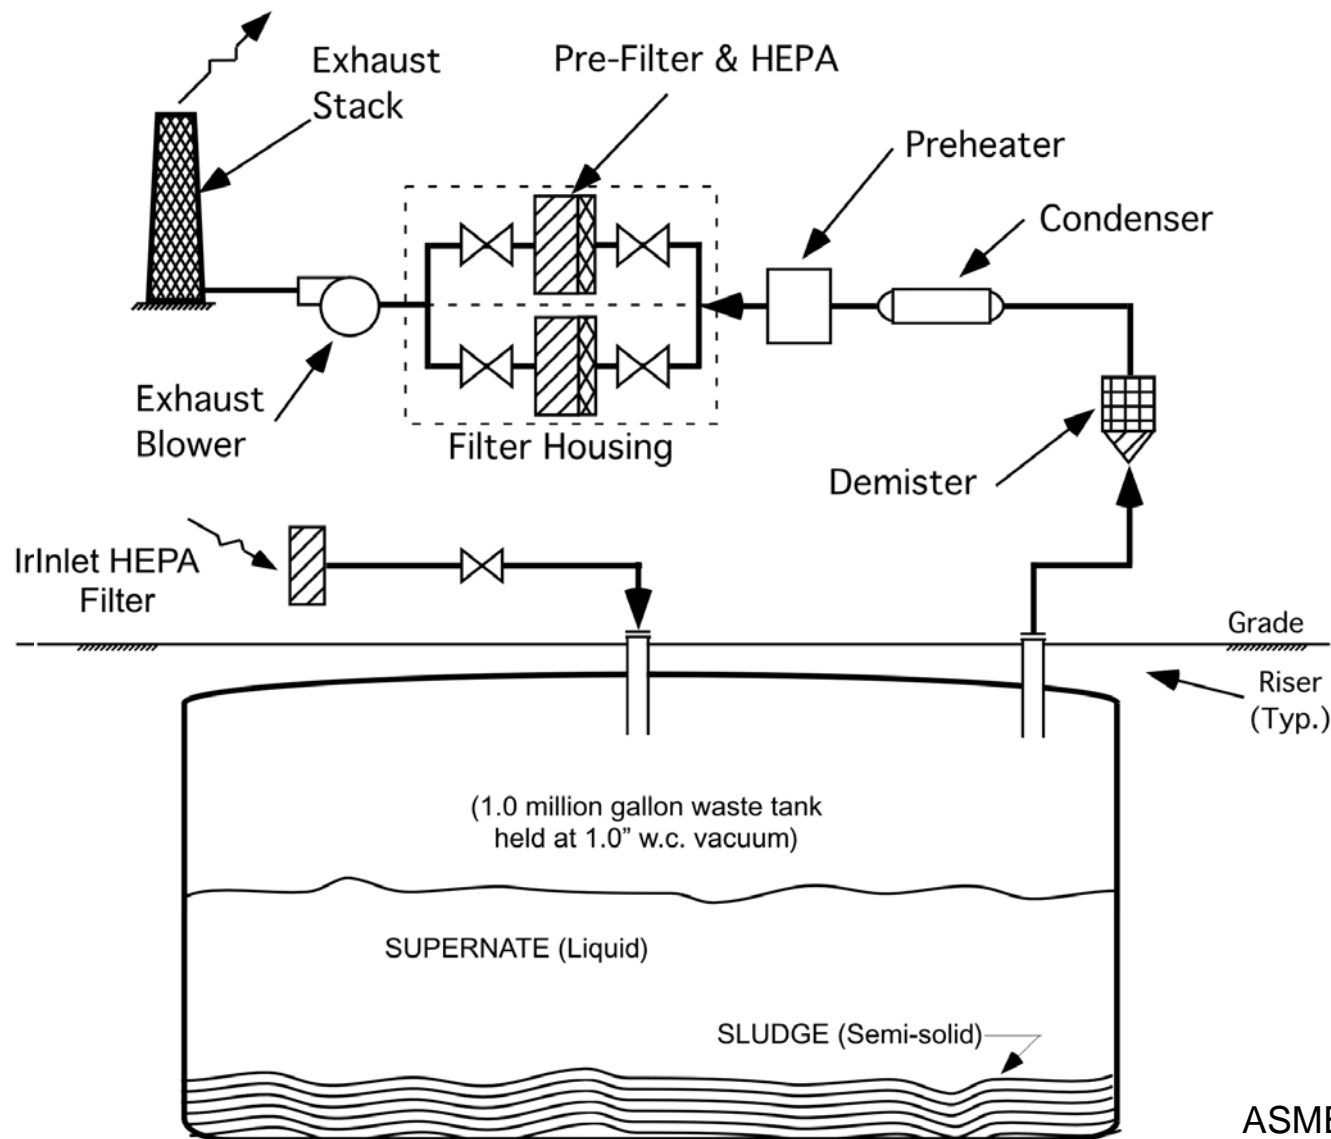 Exhaust
Stack
Pre-Filter & HEPA
Preheater
Condenser
Exhaust
Blower
Filter Housing
Demister
IrInlet HEPA
Filter
Grade
Riser
(Typ.)
(1.0 million gallon waste tank
held at 1.0” w.c. vacuum)
SUPERNATE (Liquid)
SLUDGE (Semi-solid)
ASME